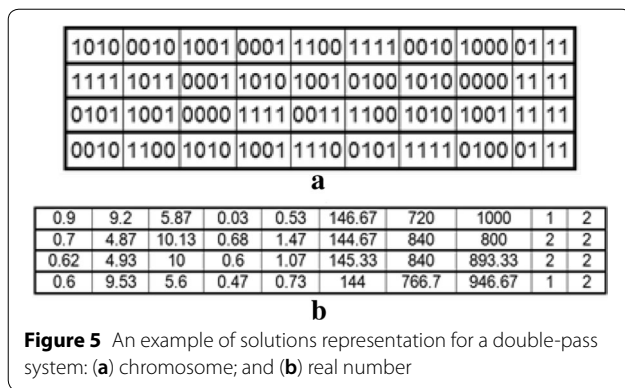 1010 0010 1001 0001 1100 1111 0010 1000 01 11
1111 1011 0001 1010 1001 0100 1010 0000 11 11
0101 1001 0000 1111 0011 1100 1010 1001 11 11
0010 1100 1010 1001 1110 0101 1111 0100 01 11
a
0.9 9.2 5.87 0.03 0.53 146.67 720 1000 1 2
0.7 4.87 10.13 0.68 1.47 144.67 840 800 2 2
0.62 4.93 10 0.6 1.07 145.33 840 893.33 2 2
0.6 9.53 5.6 0.47 0.73 144 766.7 946.67 1 2
b
Figure 5 An example of solutions representation for a double-pass
system: (a) chromosome; and (b) real number